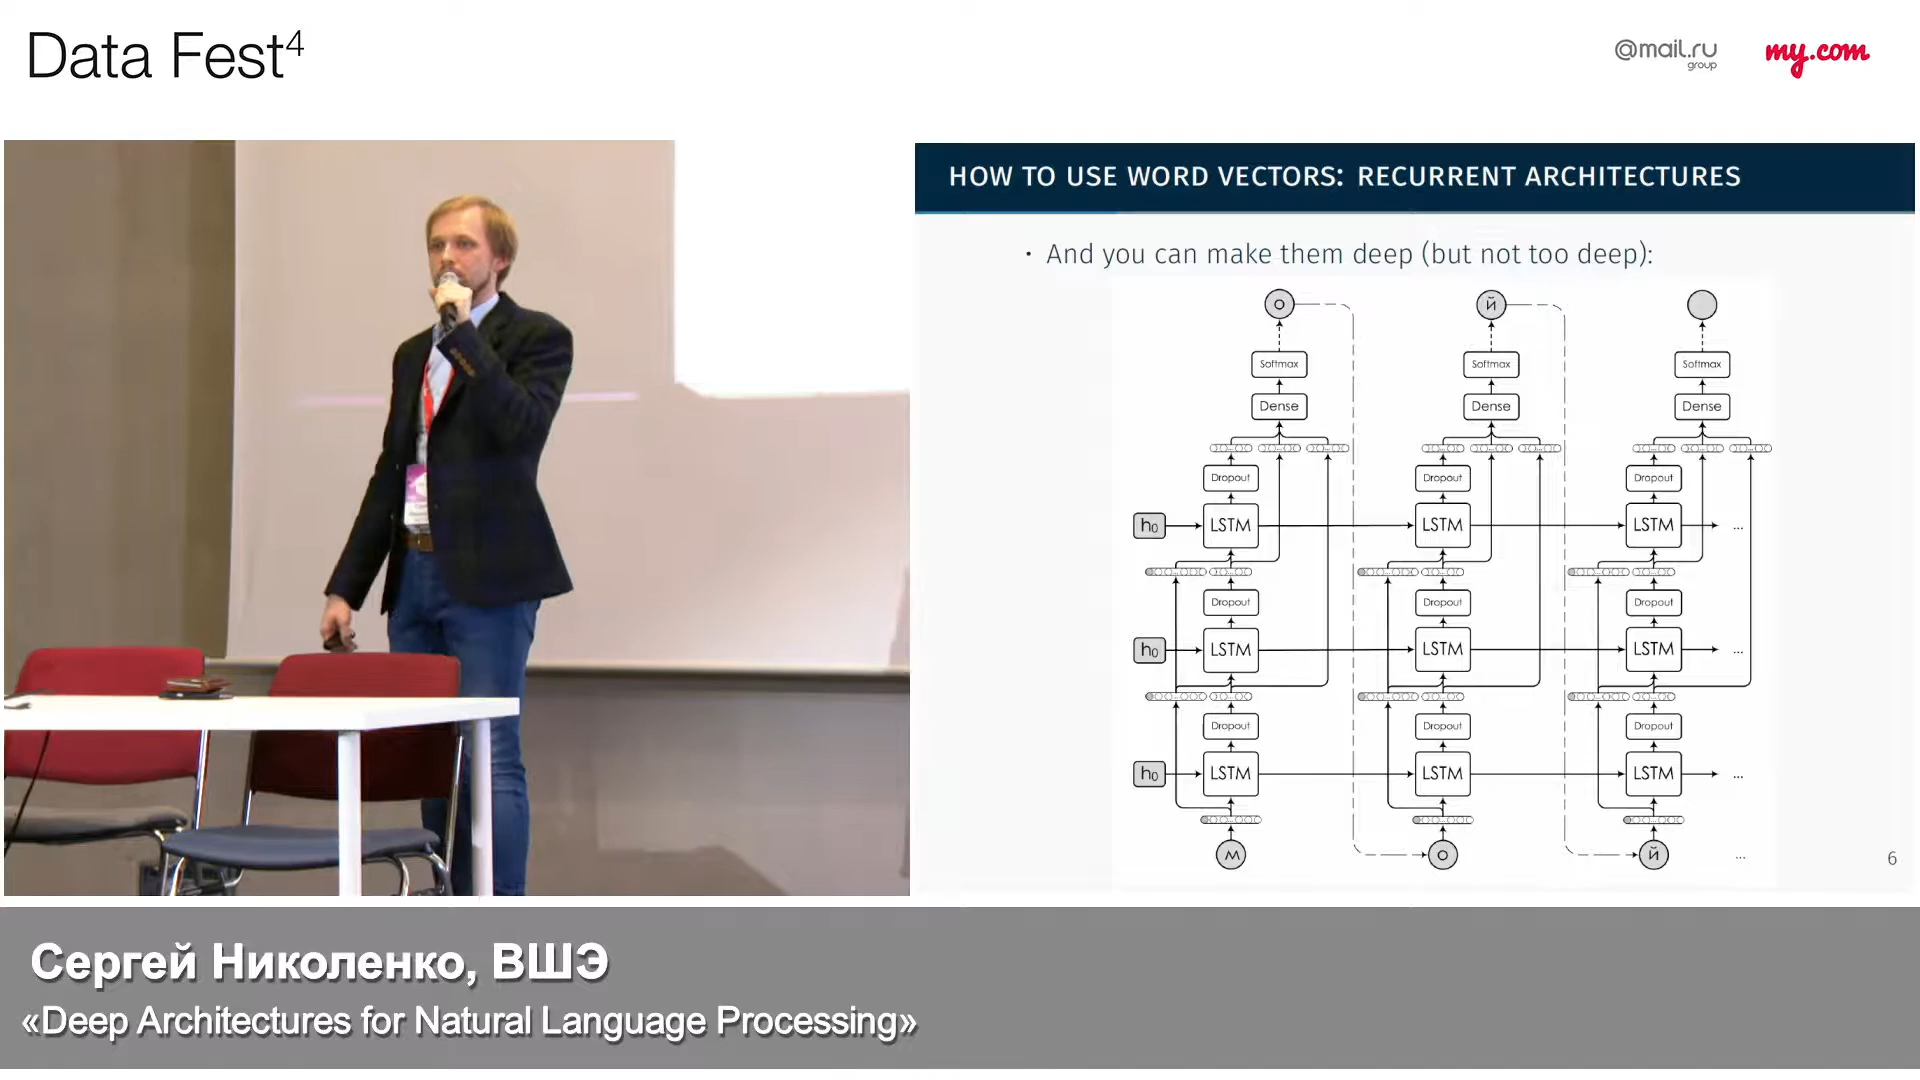 Data Fest⁴
@mail.ru
group
my.com
HOW TO USE WORD VECTORS: RECURRENT ARCHITECTURES
· And you can make them deep (but not too deep):
о й
Softmax Softmax Softmax
Dense Dense Dense
Dropout Dropout Dropout
h₀ LSTM LSTM LSTM ...
Dropout Dropout Dropout
h₀ LSTM LSTM LSTM ...
Dropout Dropout Dropout
h₀ LSTM LSTM LSTM ...
м о й ...
6
Сергей Николенко, ВШЭ
«Deep Architectures for Natural Language Processing»